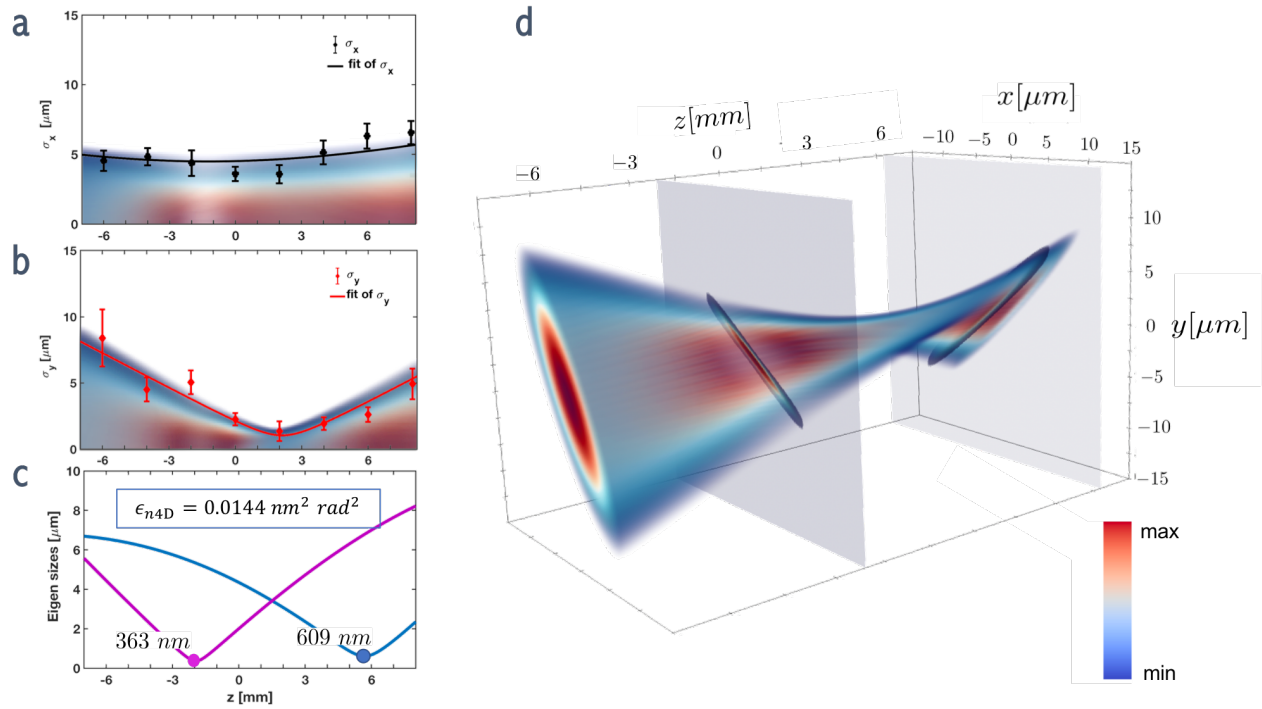 a
15
10
5
0
σx [μm]
σx
fit of σx
-6 -3 0 3 6
b
15
10
5
0
σy [μm]
σy
fit of σy
-6 -3 0 3 6
c
10
8
6
4
2
0
Eigen sizes [μm]
ϵn4D = 0.0144 nm² rad²
363 nm
609 nm
-6 -3 0 3 6
z [mm]
d
z[mm]
−6 −3 0 3 6
x[μm]
−10 −5 0 5 10 15
10
5
0
−5
−10
−15
y[μm]
max
min